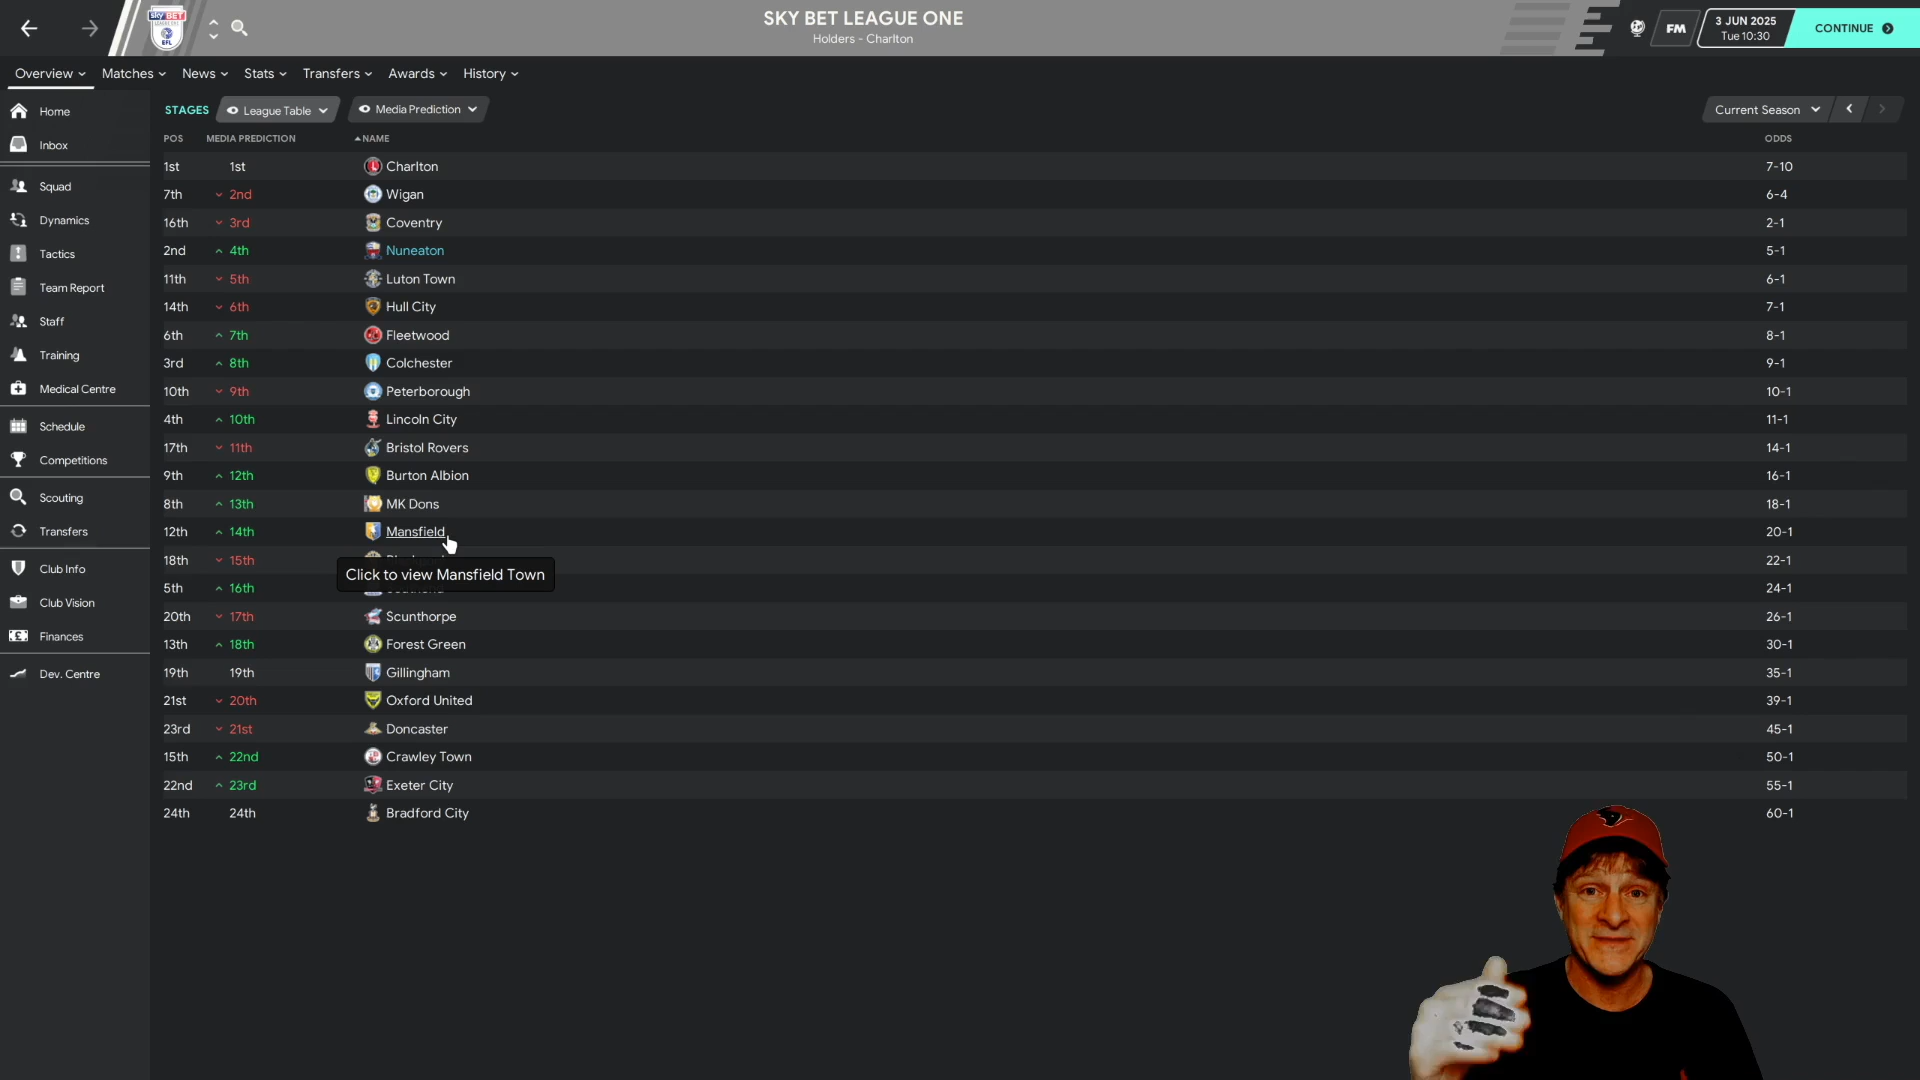 SKY BET LEAGUE ONE
Holders - Charlton
sky BET
EFL
FM
3 JUN 2025
Tue 10:30
CONTINUE
Overview Matches News Stats Transfers Awards History
Home
Inbox
Squad
Dynamics
Tactics
Team Report
Staff
Training
Medical Centre
Schedule
Competitions
Scouting
Transfers
Club Info
Club Vision
Finances
Dev. Centre
STAGES League Table Media Prediction Current Season
POS MEDIA PREDICTION NAME ODDS
1st 1st Charlton 7-10
7th 2nd Wigan 6-4
16th 3rd Coventry 2-1
2nd 4th Nuneaton 5-1
11th 5th Luton Town 6-1
14th 6th Hull City 7-1
6th 7th Fleetwood 8-1
3rd 8th Colchester 9-1
10th 9th Peterborough 10-1
4th 10th Lincoln City 11-1
17th 11th Bristol Rovers 14-1
9th 12th Burton Albion 16-1
8th 13th MK Dons 18-1
12th 14th Mansfield 20-1
18th 15th 22-1
Click to view Mansfield Town
5th 16th 24-1
20th 17th Scunthorpe 26-1
13th 18th Forest Green 30-1
19th 19th Gillingham 35-1
21st 20th Oxford United 39-1
23rd 21st Doncaster 45-1
15th 22nd Crawley Town 50-1
22nd 23rd Exeter City 55-1
24th 24th Bradford City 60-1